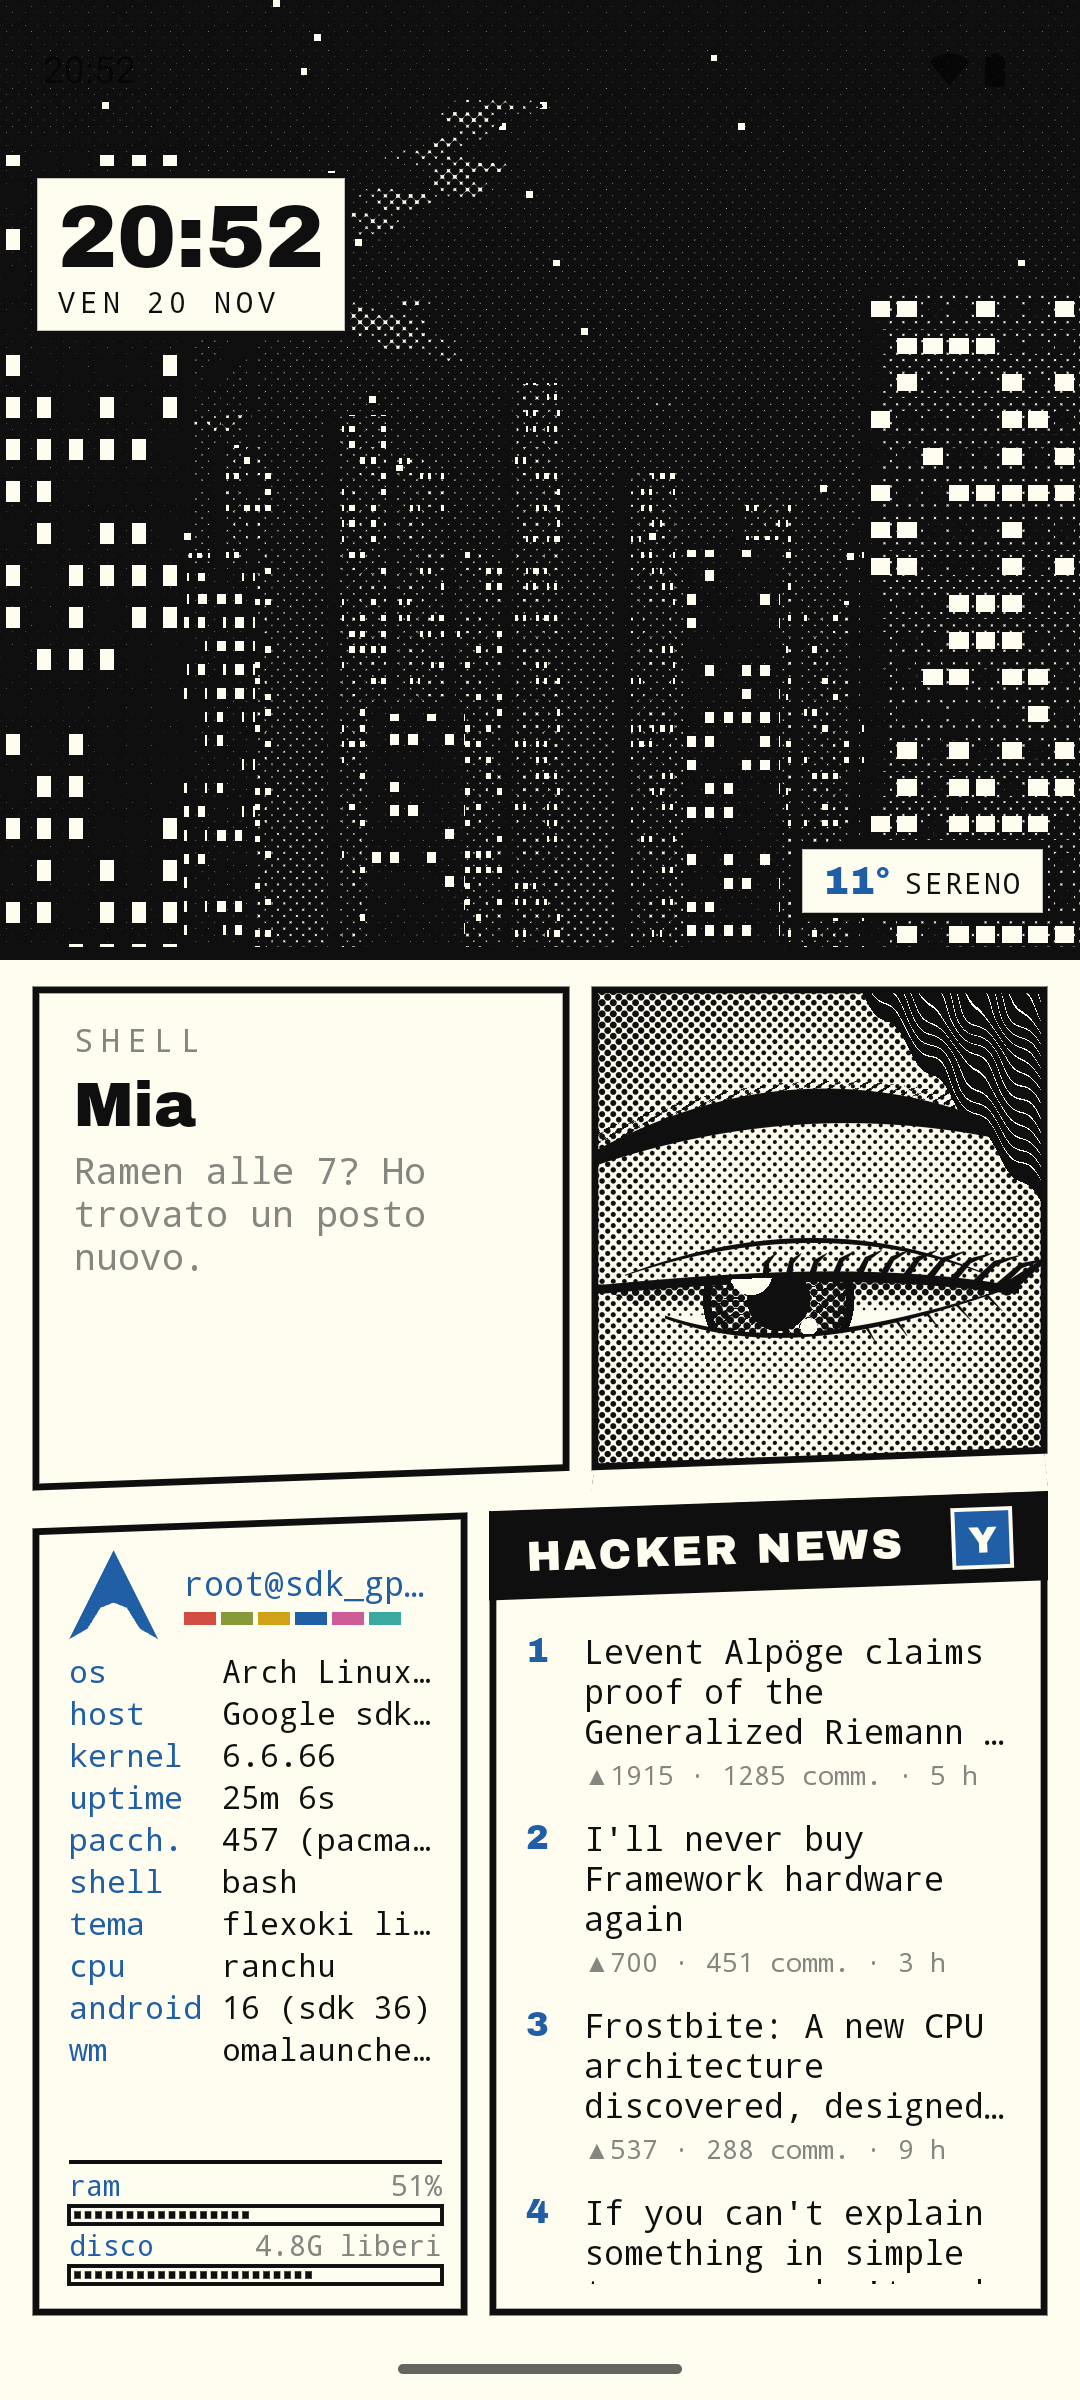 20:52
20:52
VEN 20 NOV
11° SERENO
SHELL
Mia
Ramen alle 7? Ho
trovato un posto
nuovo.
root@sdk_gp…
os Arch Linux…
host Google sdk…
kernel 6.6.66
uptime 25m 6s
pacch. 457 (pacma…
shell bash
tema flexoki li…
cpu ranchu
android 16 (sdk 36)
wm omalaunche…
ram 51%
disco 4.8G liberi
HACKER NEWS Y
1 Levent Alpöge claims
proof of the
Generalized Riemann …
▲1915 · 1285 comm. · 5 h
2 I'll never buy
Framework hardware
again
▲700 · 451 comm. · 3 h
3 Frostbite: A new CPU
architecture
discovered, designed…
▲537 · 288 comm. · 9 h
4 If you can't explain
something in simple